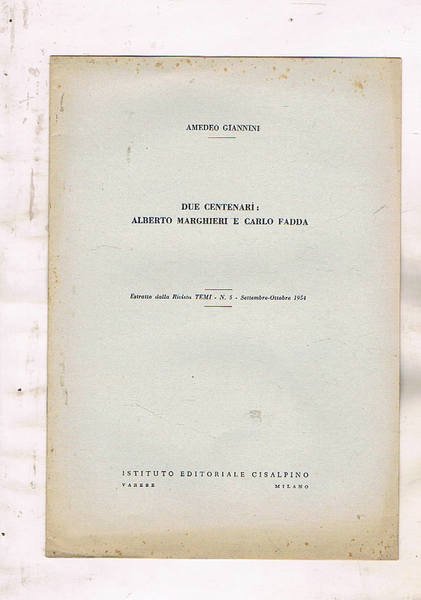 AMEDEO GIANNINI
DUE CENTENARÎ:
ALBERTO MARGHIERI E CARLO FADDA
Estratto dalla Rivista TEMI - N. 5 - Settembre-Ottobre 1954
ISTITUTO EDITORIALE CISALPINO
VARESE MILANO